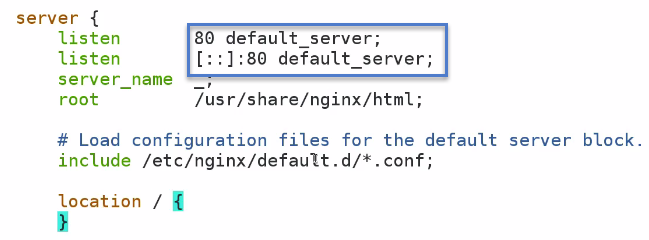 server {
    listen       80 default_server;
    listen       [::]:80 default_server;
    server_name  _;
    root         /usr/share/nginx/html;
    # Load configuration files for the default server block.
    include /etc/nginx/default.d/*.conf;
    location / {
    }